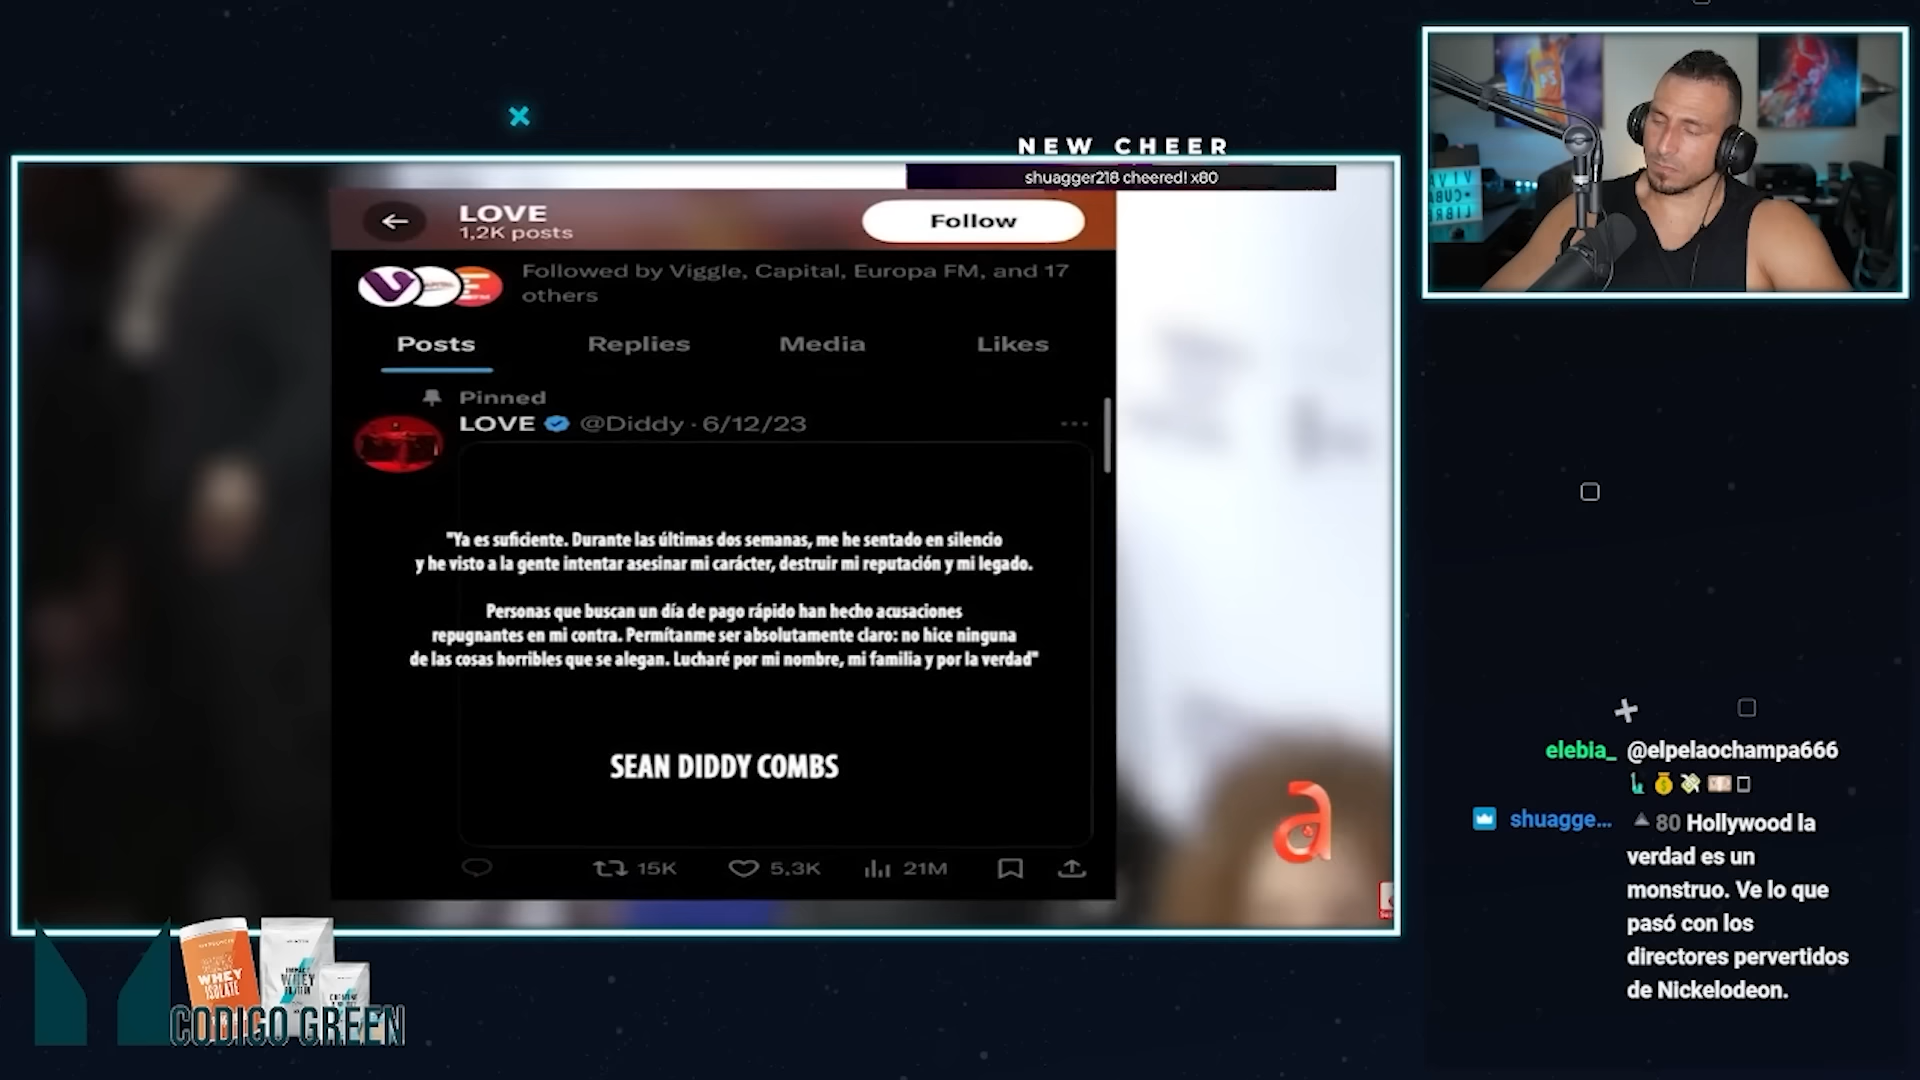 NEW CHEER
shuagger218 cheered! x80
LOVE
1,2K posts
Follow
Followed by Viggle, Capital, Europa FM, and 17
others
Posts
Replies
Media
Likes
Pinned
LOVE @Diddy · 6/12/23
"Ya es suficiente. Durante las últimas dos semanas, me he sentado en silencio
y he visto a la gente intentar asesinar mi carácter, destruir mi reputación y mi legado.
Personas que buscan un día de pago rápido han hecho acusaciones
repugnantes en mi contra. Permítanme ser absolutamente claro: no hice ninguna
de las cosas horribles que se alegan. Lucharé por mi nombre, mi familia y por la verdad"
SEAN DIDDY COMBS
15K
5,3K
21M
a
VIVA
CUBA
LIBRE
elebia_ @elpelaochampa666
shuagge... 80 Hollywood la
verdad es un
monstruo. Ve lo que
pasó con los
directores pervertidos
de Nickelodeon.
WHEY
ISOLATE
WHEY
CODIGO GREEN